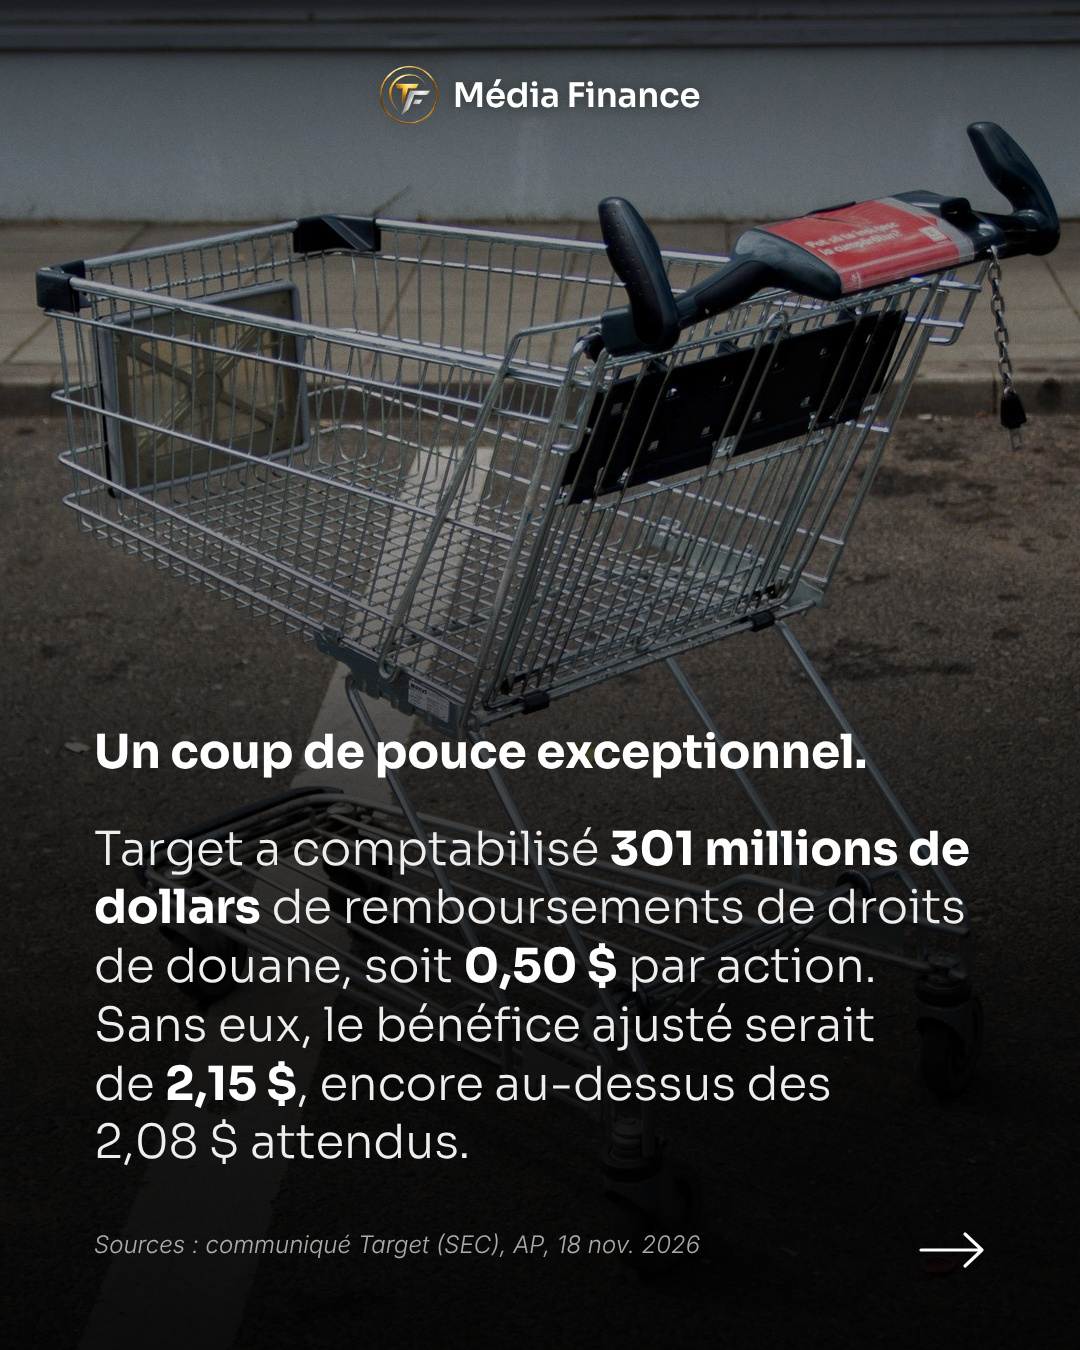 TF
Média Finance
Un coup de pouce exceptionnel.
Target a comptabilisé 301 millions de
dollars de remboursements de droits
de douane, soit 0,50 $ par action.
Sans eux, le bénéfice ajusté serait
de 2,15 $, encore au-dessus des
2,08 $ attendus.
Sources : communiqué Target (SEC), AP, 18 nov. 2026